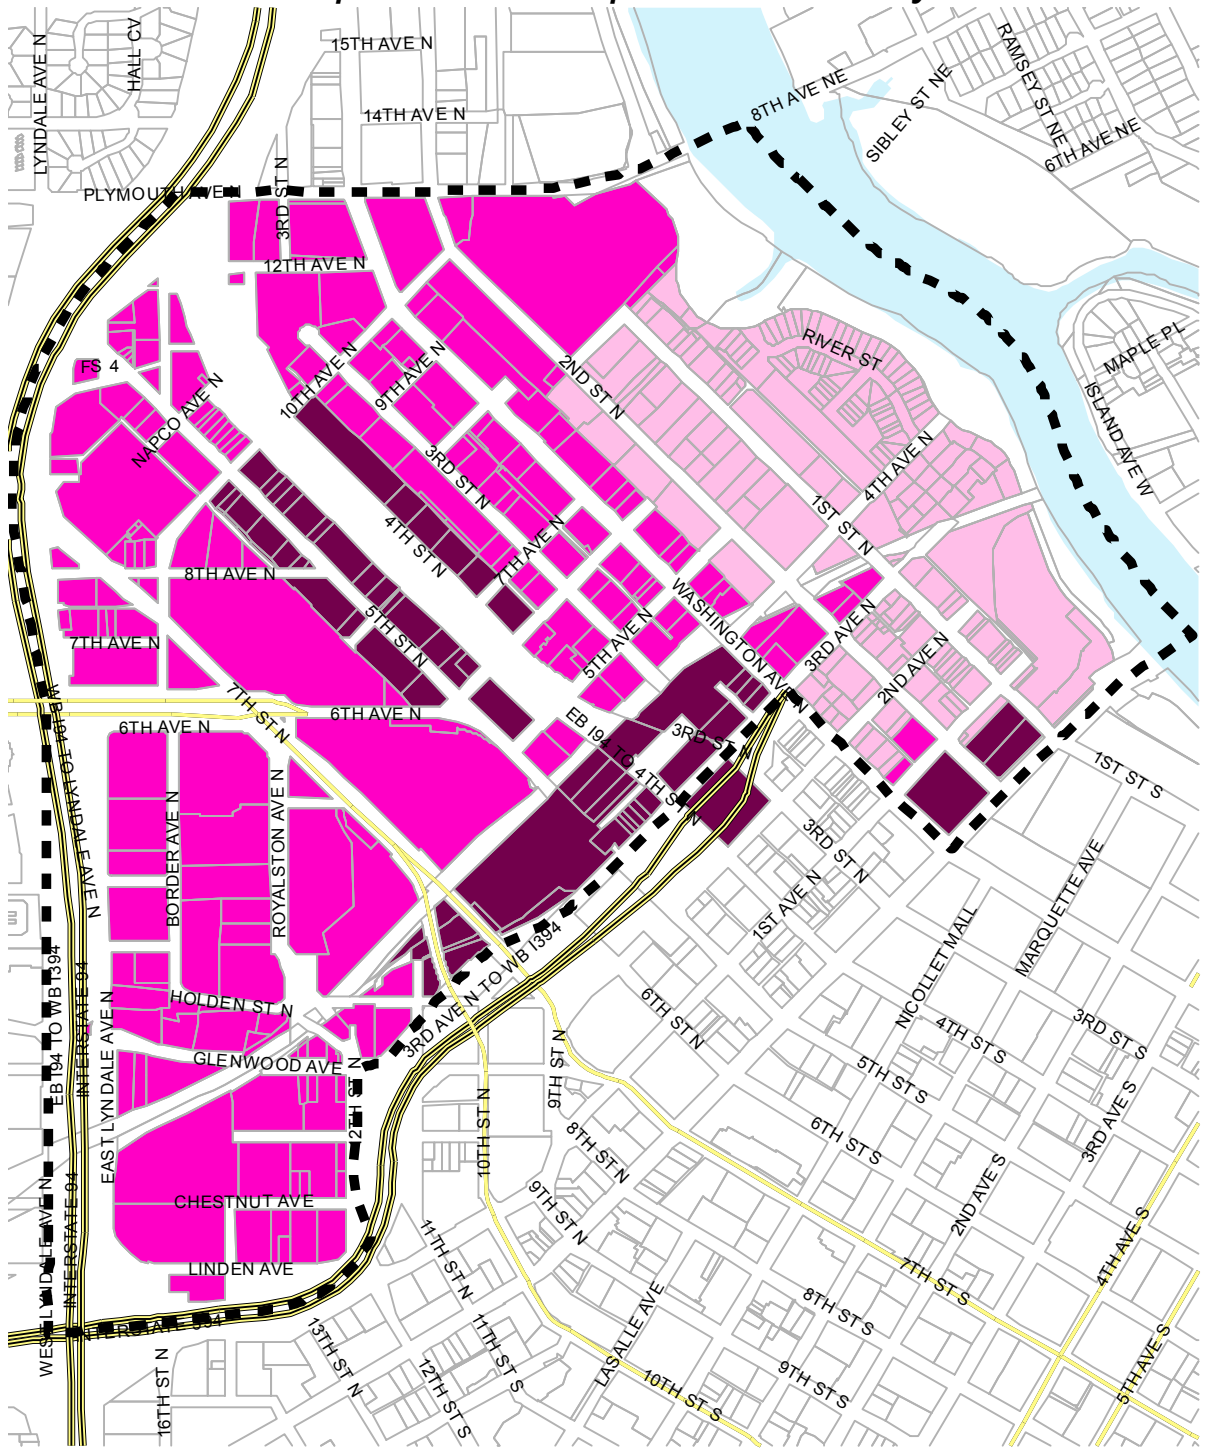 15TH AVE N
HALL CV
LYNDALE AVE N
14TH AVE N
8TH AVE NE
SIBLEY ST NE
RAMSEY ST NE
6TH AVE NE
PLYMOUTH AVE N
3RD ST N
12TH AVE N
RIVER ST
MAPLE PL
ISLAND AVE W
FS 4
NAPCO AVE N
10TH AVE N
9TH AVE N
2ND ST N
3RD ST N
4TH AVE N
1ST ST N
4TH ST N
7TH AVE N
8TH AVE N
5TH ST N
WASHINGTON AVE N
5TH AVE N
3RD AVE N
2ND AVE N
7TH AVE N
7TH ST N
6TH AVE N
6TH AVE N
EB I94 TO 4TH ST N
3RD ST N
WB I94 TO LYNDALE AVE N
1ST ST S
BORDER AVE N
ROYALSTON AVE N
3RD ST N
1ST AVE N
MARQUETTE AVE
NICOLLET MALL
EB I94 TO WB I394
INTERSTATE 94
EAST LYNDALE AVE N
HOLDEN ST N
GLENWOOD AVE
3RD AVE N TO WB I394
6TH ST N
4TH ST S
3RD ST S
5TH ST S
12TH ST N
10TH ST N
9TH ST N
8TH ST N
6TH ST S
3RD AVE S
2ND AVE S
9TH ST N
CHESTNUT AVE
LINDEN AVE
WEST LYNDALE AVE N
INTERSTATE 94
INTERSTATE 394
11TH ST N
7TH ST S
4TH AVE S
8TH ST S
LASALLE AVE
11TH ST S
13TH ST N
12TH ST S
16TH ST N
10TH ST S
9TH ST S
5TH AVE S